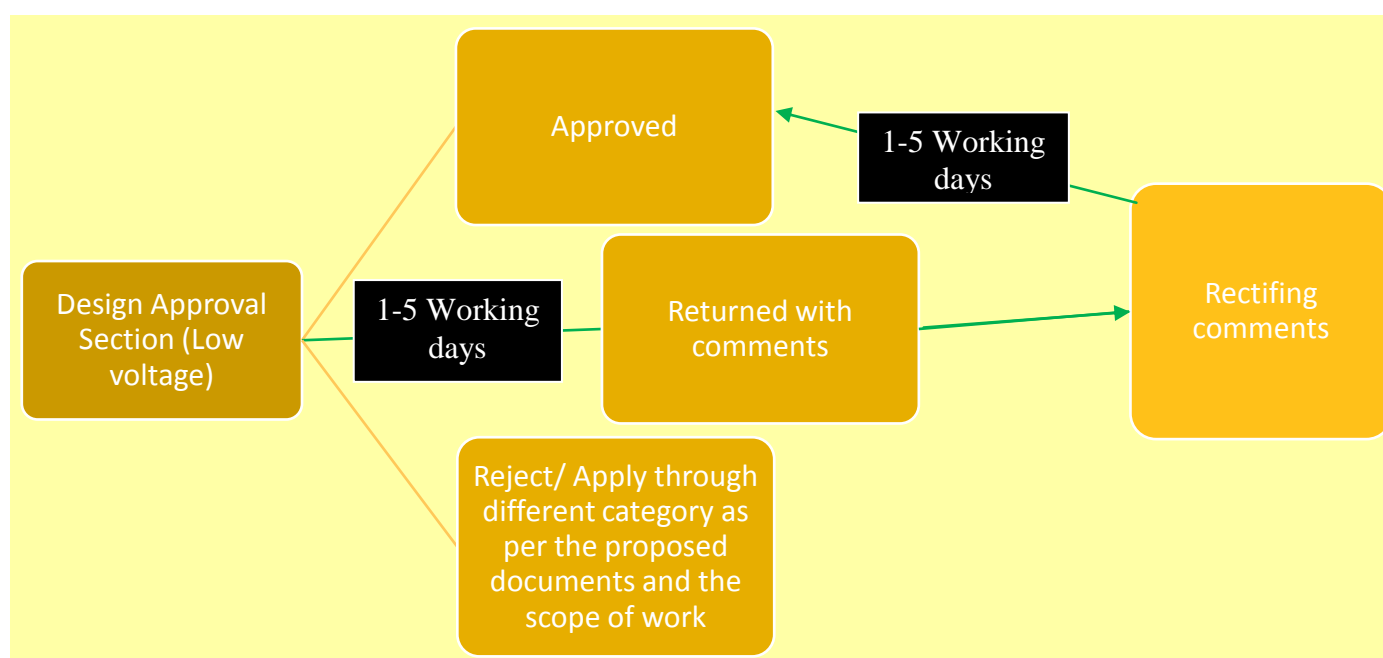 Approved
1-5 Working
days
Design Approval
Section (Low
voltage)
1-5 Working
days
Returned with
comments
Rectifing
comments
Reject/ Apply through
different category as
per the proposed
documents and the
scope of work